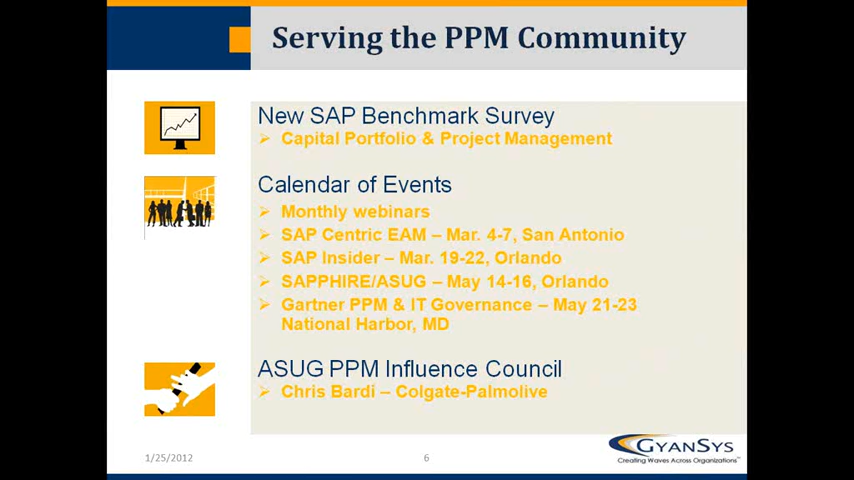 Serving the PPM Community
New SAP Benchmark Survey
Capital Portfolio & Project Management
Calendar of Events
Monthly webinars
SAP Centric EAM – Mar. 4-7, San Antonio
SAP Insider – Mar. 19-22, Orlando
SAPPHIRE/ASUG – May 14-16, Orlando
Gartner PPM & IT Governance – May 21-23
National Harbor, MD
ASUG PPM Influence Council
Chris Bardi – Colgate-Palmolive
GYANSYS
Creating Waves Across Organizations™
1/25/2012
6